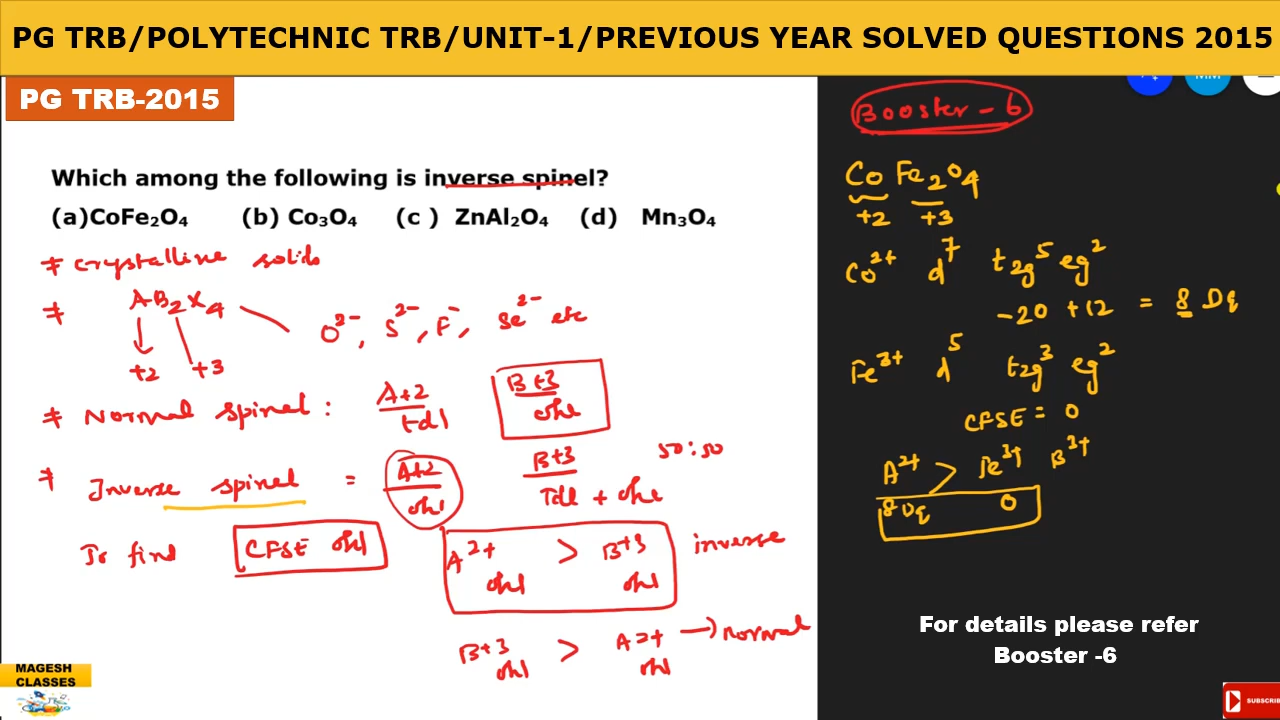 PG TRB/POLYTECHNIC TRB/UNIT-1/PREVIOUS YEAR SOLVED QUESTIONS 2015
PG TRB-2015
Which among the following is inverse spinel?
(a)CoFe₂O₄ (b) Co₃O₄ (c ) ZnAl₂O₄ (d) Mn₃O₄
* Crystalline solids
* AB₂X₄ O²⁻, S²⁻, F⁻, Se²⁻ etc
+2 +3
* Normal spinel : A+2 B+3
tdl ohl
* Inverse spinel = A+2 B+3 50:50
ohl Tdl + ohl
To find CFSE ohl A²⁺ > B+3 inverse
ohl ohl
B+3 > A2+ → normal
ohl ohl
MAGESH
CLASSES
Booster - 6
CoFe₂O₄
+2 +3
Co²⁺ d⁷ t₂g⁵ eg²
-20 +12 = 8 Dq
Fe³⁺ d⁵ t₂g³ eg²
CFSE = 0
A²⁺ > Fe³⁺ B³⁺
8Dq 0
For details please refer
Booster -6
SUBSCRIBE